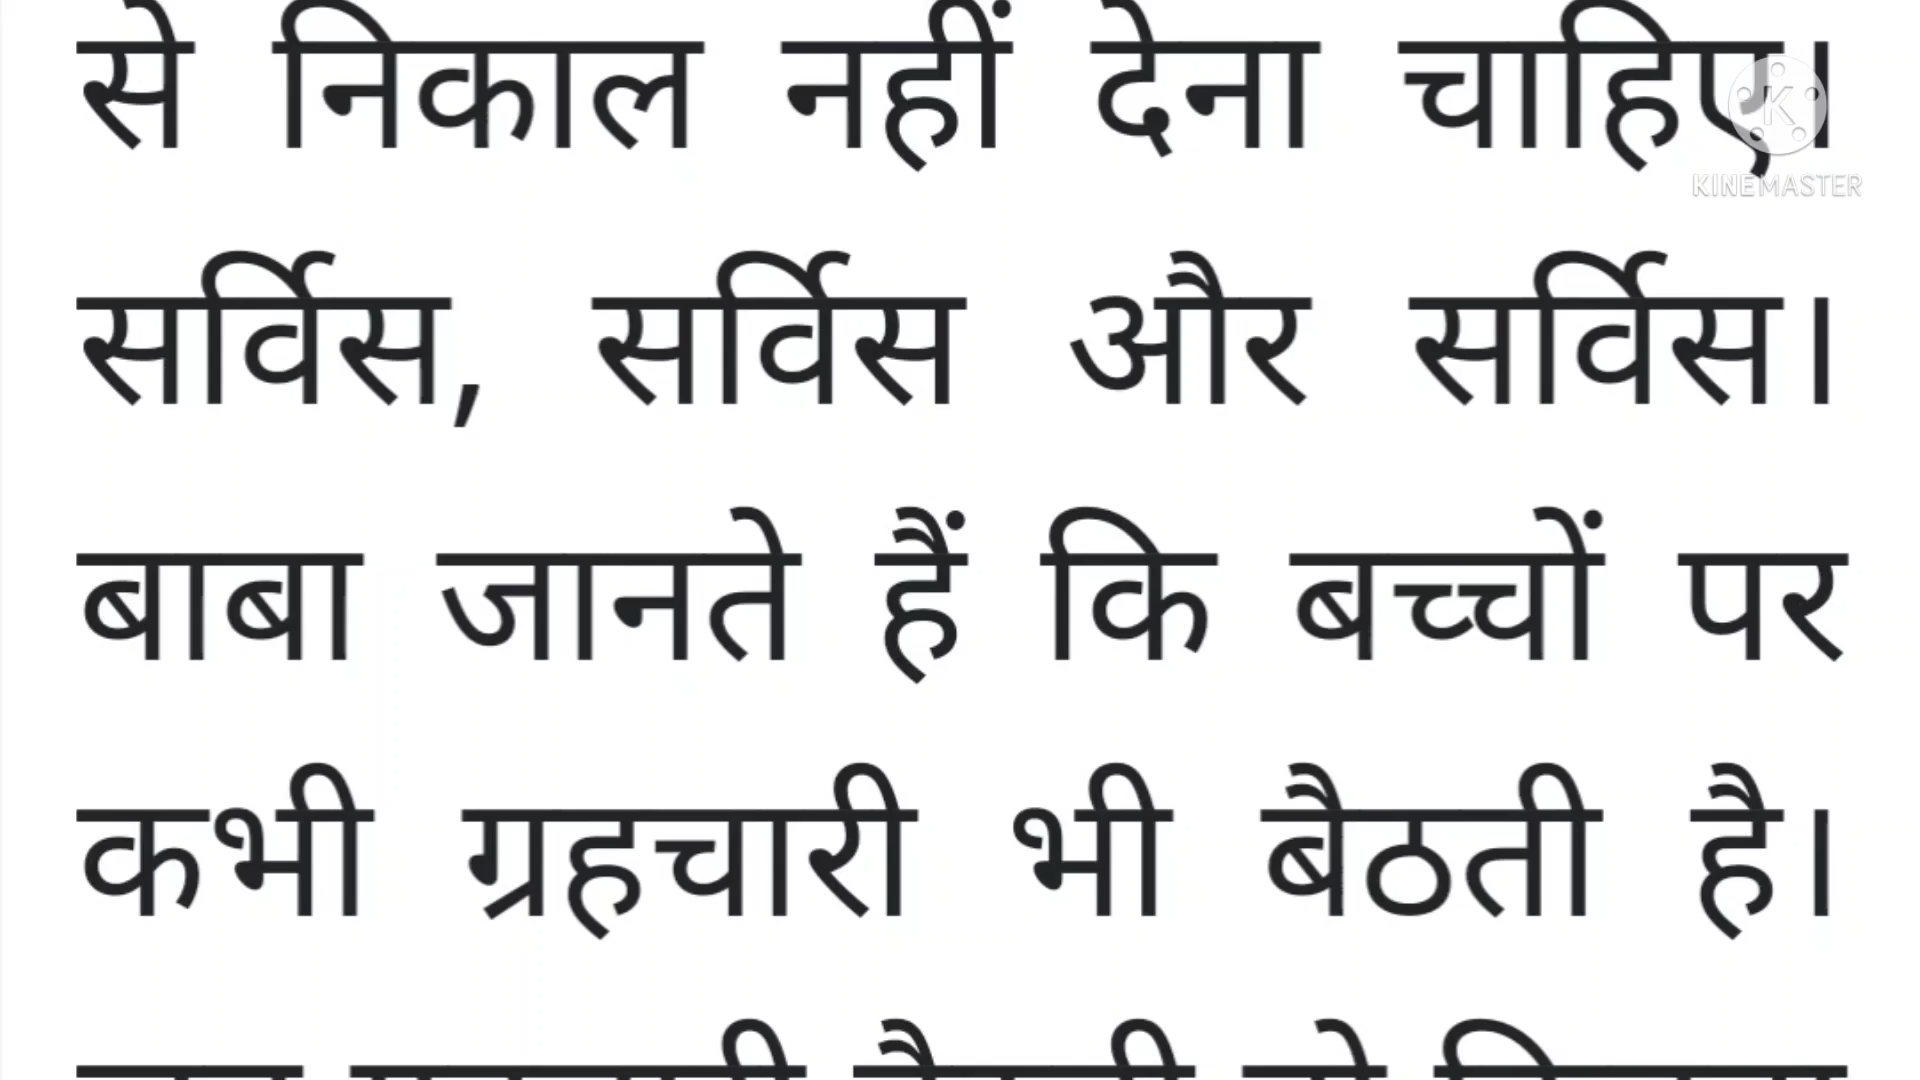 से निकाल नहीं देना चाहिए।
KINEMASTER
सर्विस, सर्विस और सर्विस।
बाबा जानते हैं कि बच्चों पर
कभी ग्रहचारी भी बैठती है।